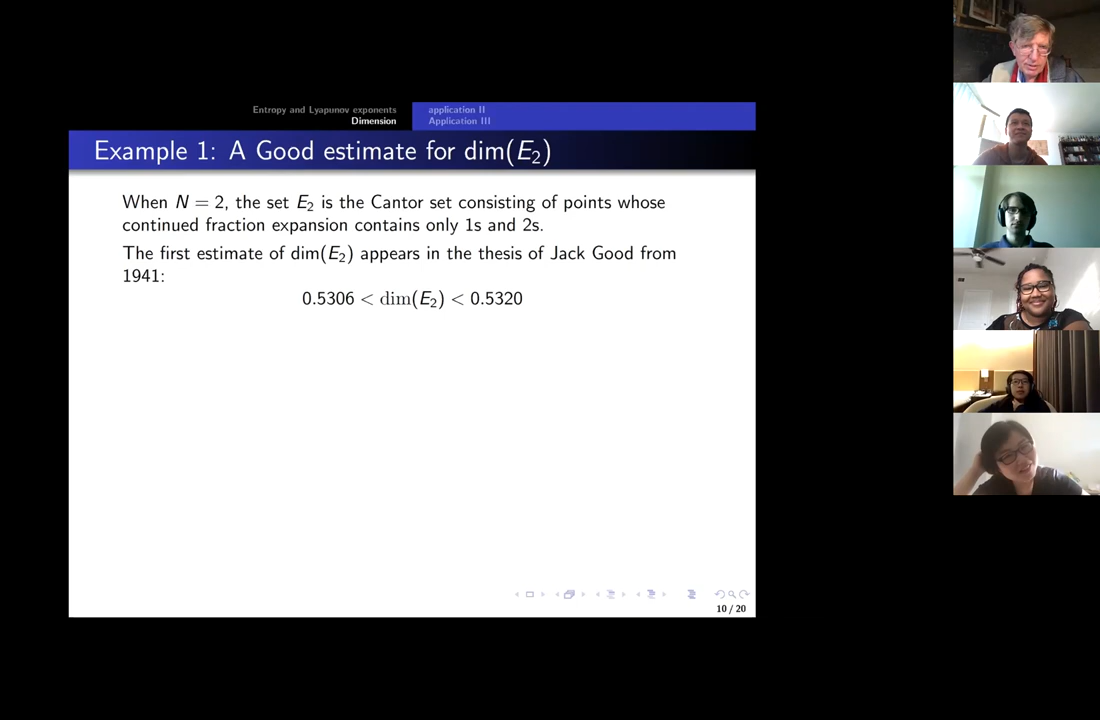 Entropy and Lyapunov exponents
Dimension
application II
Application III
Example 1: A Good estimate for dim(E₂)
When N = 2, the set E₂ is the Cantor set consisting of points whose
continued fraction expansion contains only 1s and 2s.
The first estimate of dim(E₂) appears in the thesis of Jack Good from
1941:
0.5306 < dim(E₂) < 0.5320
10 / 20